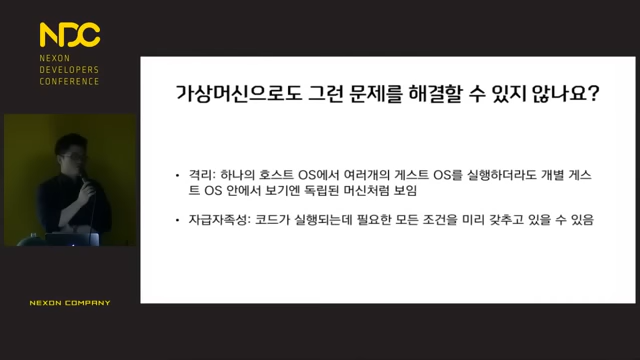 NDC
NEXON
DEVELOPERS
CONFERENCE
가상머신으로도 그런 문제를 해결할 수 있지 않나요?
• 격리: 하나의 호스트 OS에서 여러개의 게스트 OS를 실행하더라도 개별 게스
트 OS 안에서 보기엔 독립된 머신처럼 보임
• 자급자족성: 코드가 실행되는데 필요한 모든 조건을 미리 갖추고 있을 수 있음
NEXON COMPANY